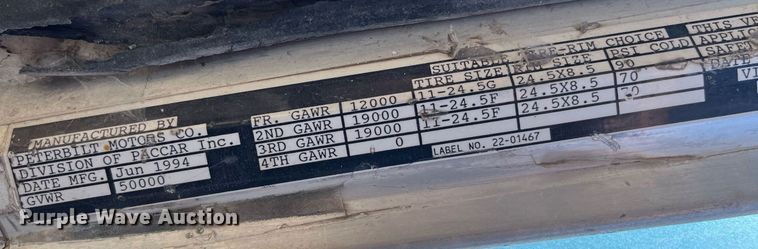 MANUFACTURED BY
PETERBILT MOTORS CO.
DIVISION OF PACCAR Inc.
DATE MFG. Jun 1994
GVWR 50000
FR. GAWR 12000
2ND GAWR 19000
3RD GAWR 19000
4TH GAWR 0
SUITABLE TIRE-RIM CHOICE
TIRE SIZE RIM SIZE PSI COLD
11-24.5G 24.5X8.5 90
11-24.5F 24.5X8.5 70
11-24.5F 24.5X8.5 70
LABEL NO. 22-01467
THIS VE
APPLIC
SAFE
DATE
VI
Purple Wave Auction